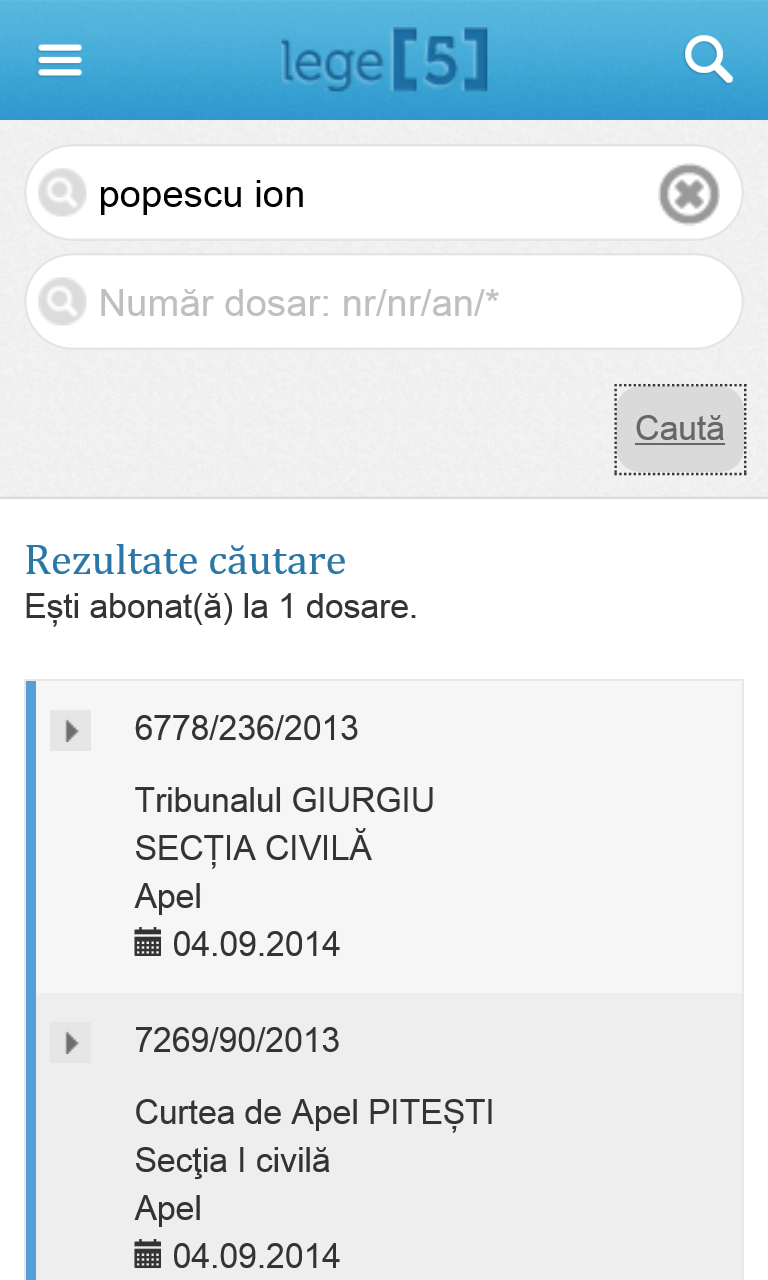 lege[5]
popescu ion
Număr dosar: nr/nr/an/*
Caută
Rezultate căutare
Ești abonat(ă) la 1 dosare.
6778/236/2013
Tribunalul GIURGIU
SECȚIA CIVILĂ
Apel
04.09.2014
7269/90/2013
Curtea de Apel PITEȘTI
Secţia I civilă
Apel
04.09.2014